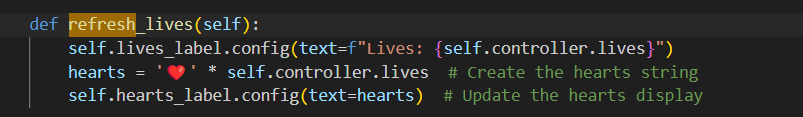 def refresh_lives(self):
    self.lives_label.config(text=f"Lives: {self.controller.lives}")
    hearts = '❤️' * self.controller.lives  # Create the hearts string
    self.hearts_label.config(text=hearts)  # Update the hearts display